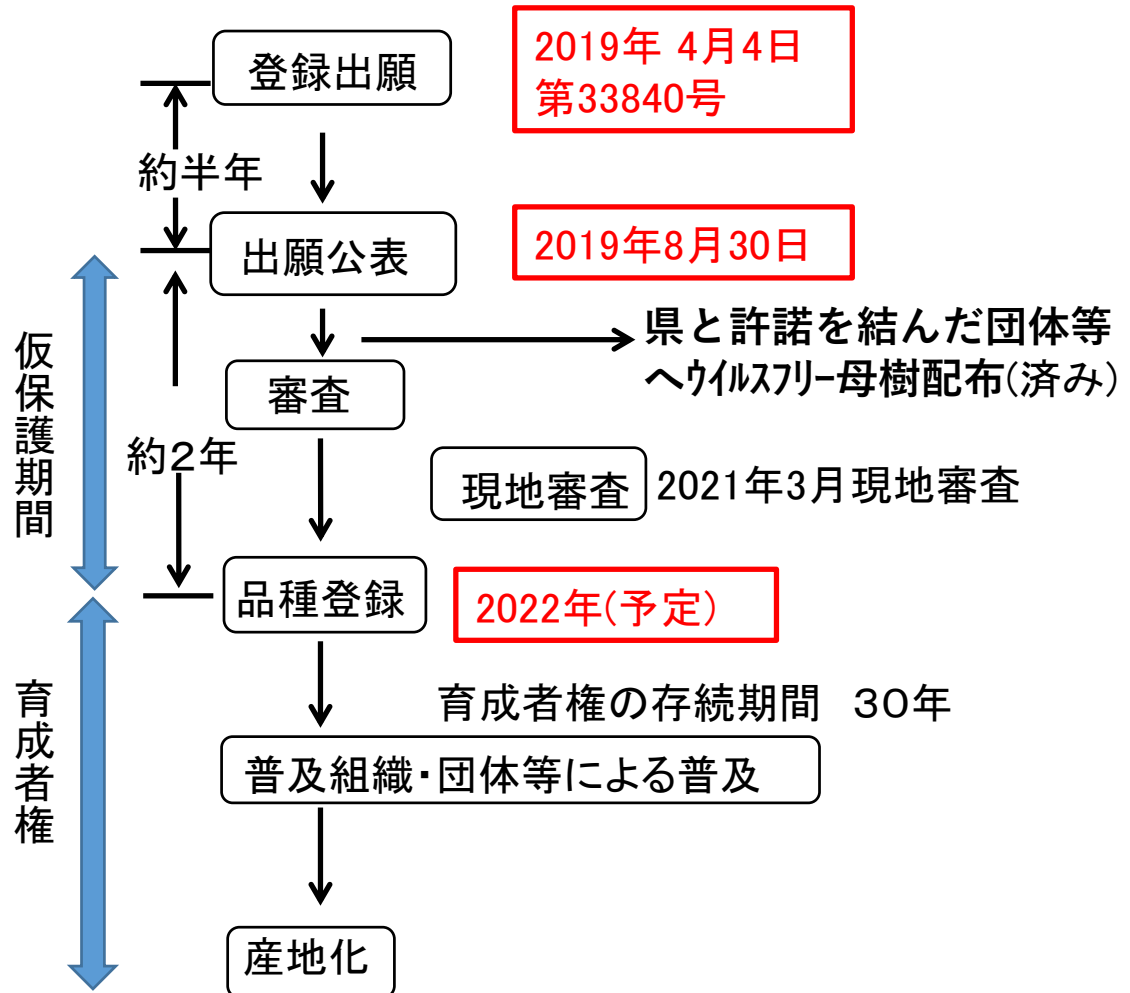 登録出願
2019年 4月4日
第33840号
約半年
出願公表
2019年8月30日
県と許諾を結んだ団体等
へウイルスフリー母樹配布(済み)
仮保護期間
審査
約2年
現地審査
2021年3月現地審査
品種登録
2022年(予定)
育成者権
育成者権の存続期間 30年
普及組織・団体等による普及
産地化